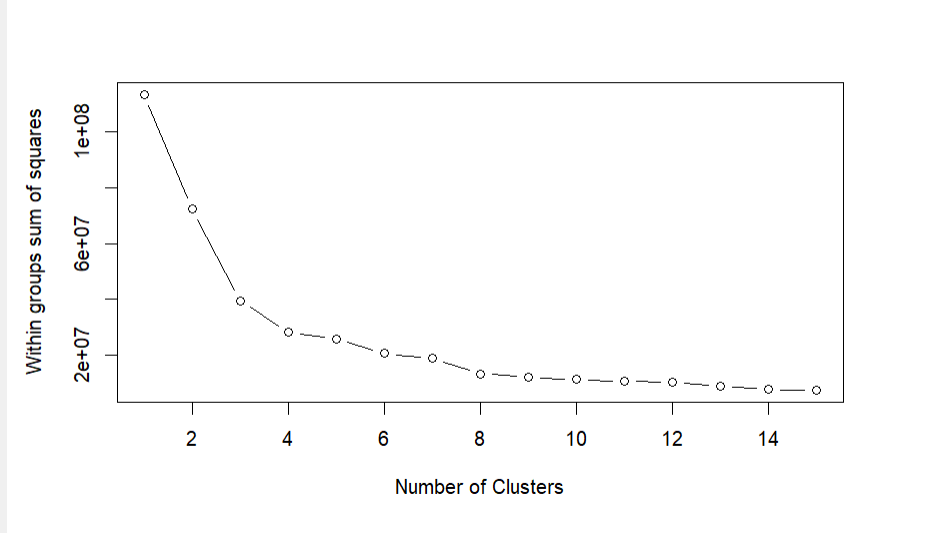 Within groups sum of squares
1e+08
6e+07
2e+07
2 4 6 8 10 12 14
Number of Clusters